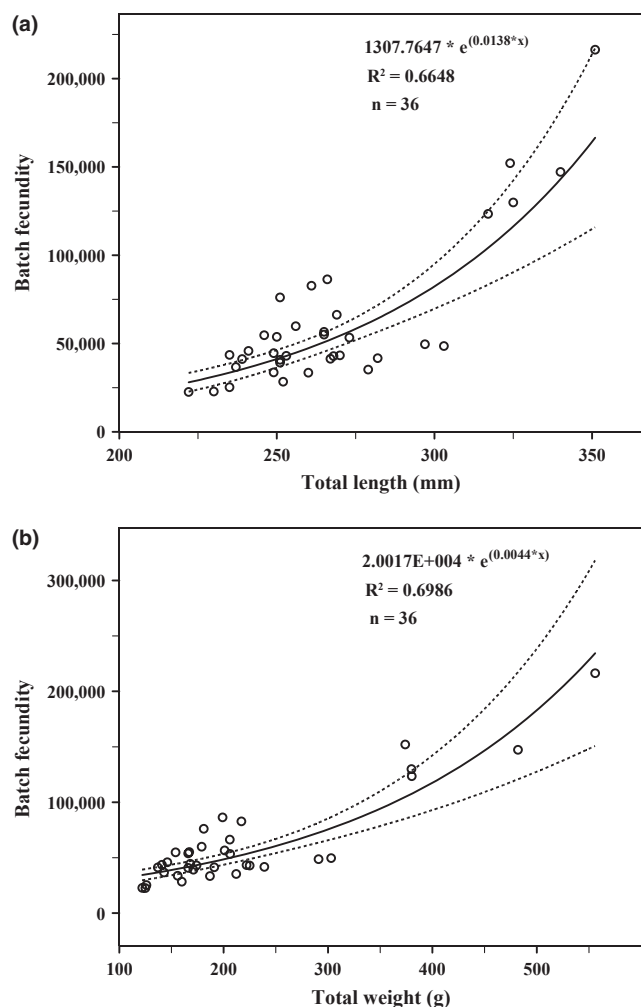 (a)
1307.7647 * e(0.0138*x)
R² = 0.6648
n = 36
Batch fecundity
200,000
150,000
100,000
50,000
0
200 250 300 350
Total length (mm)
(b)
2.0017E+004 * e(0.0044*x)
R² = 0.6986
n = 36
Batch fecundity
300,000
200,000
100,000
0
100 200 300 400 500
Total weight (g)